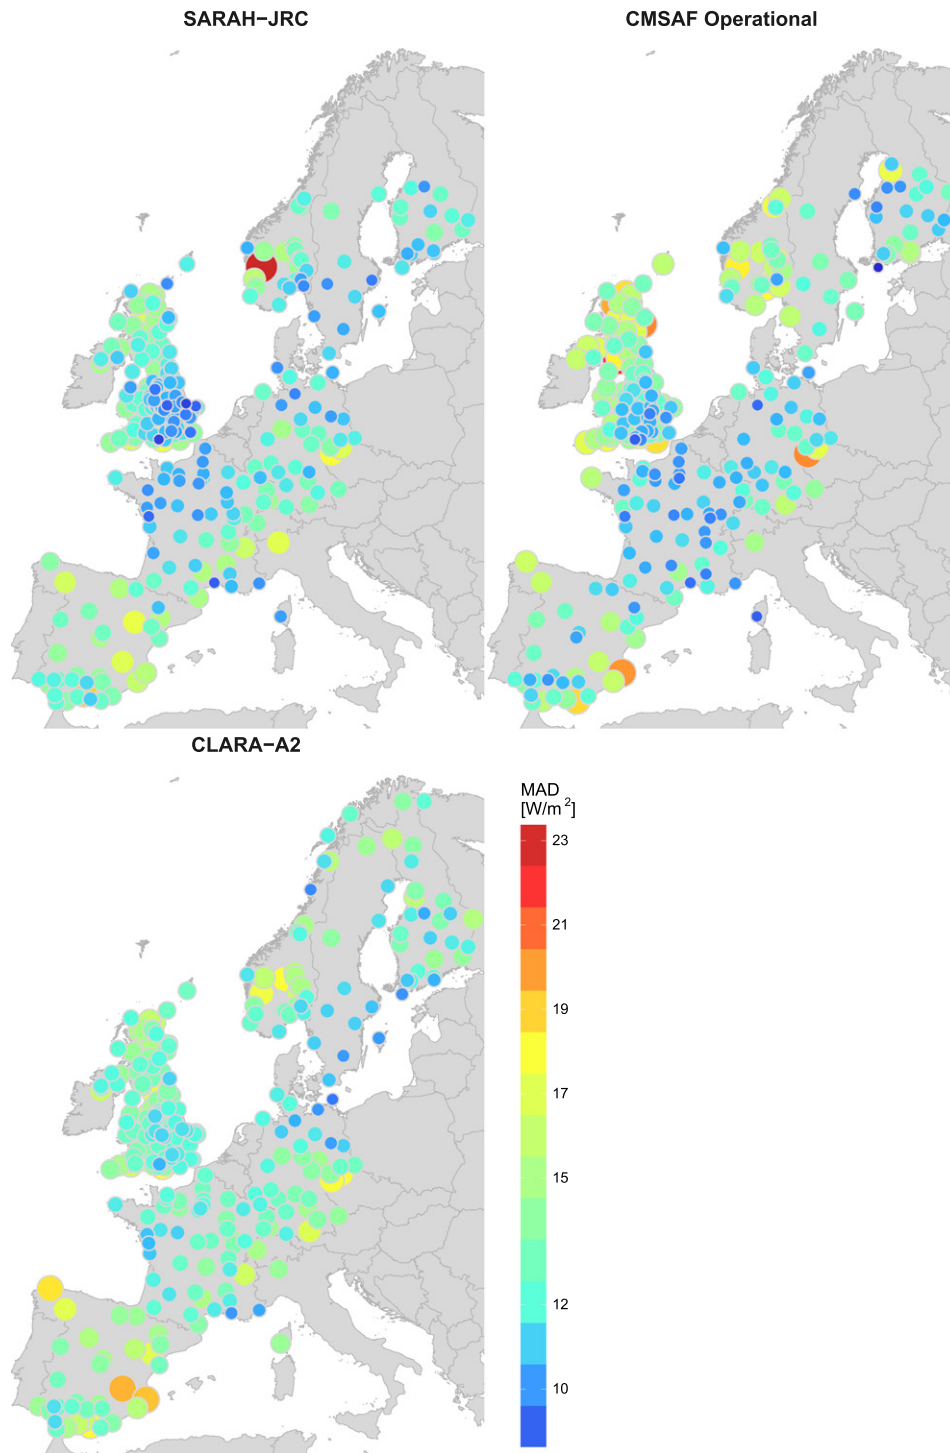 SARAH−JRC
CMSAF Operational
CLARA−A2
MAD
[W/m²]
23
21
19
17
15
12
10